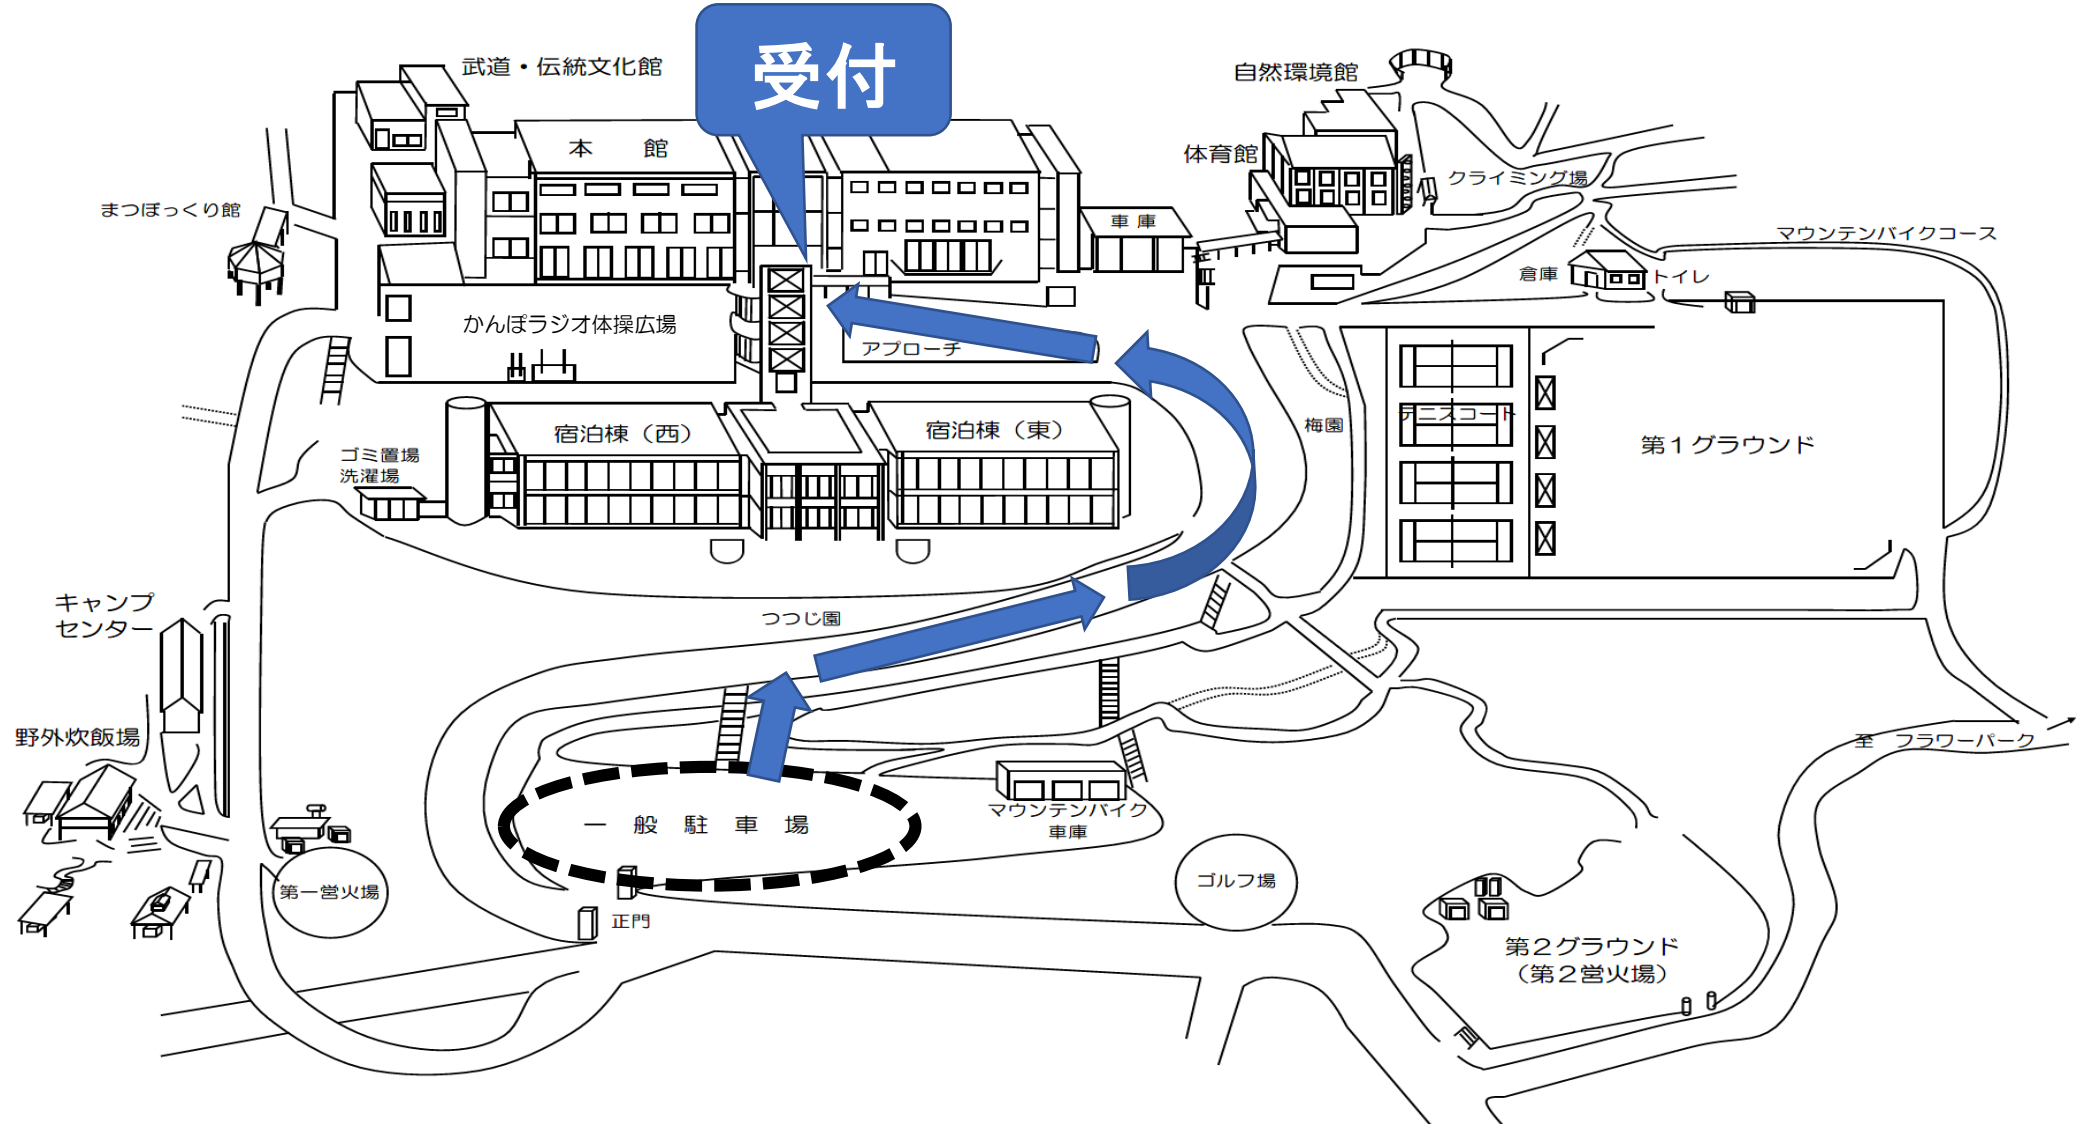 受付
武道・伝統文化館
自然環境館
本 館
体育館
クライミング場
まつぼっくり館
車 庫
マウンテンバイクコース
倉庫
トイレ
かんぽラジオ体操広場
アプローチ
テニスコート
梅園
宿泊棟（西）
宿泊棟（東）
第１グラウンド
ゴミ置場
洗濯場
キャンプ
センター
つつじ園
野外炊飯場
至 フラワーパーク
マウンテンバイク
車庫
一 般 駐 車 場
第一営火場
ゴルフ場
正門
第２グラウンド
（第２営火場）